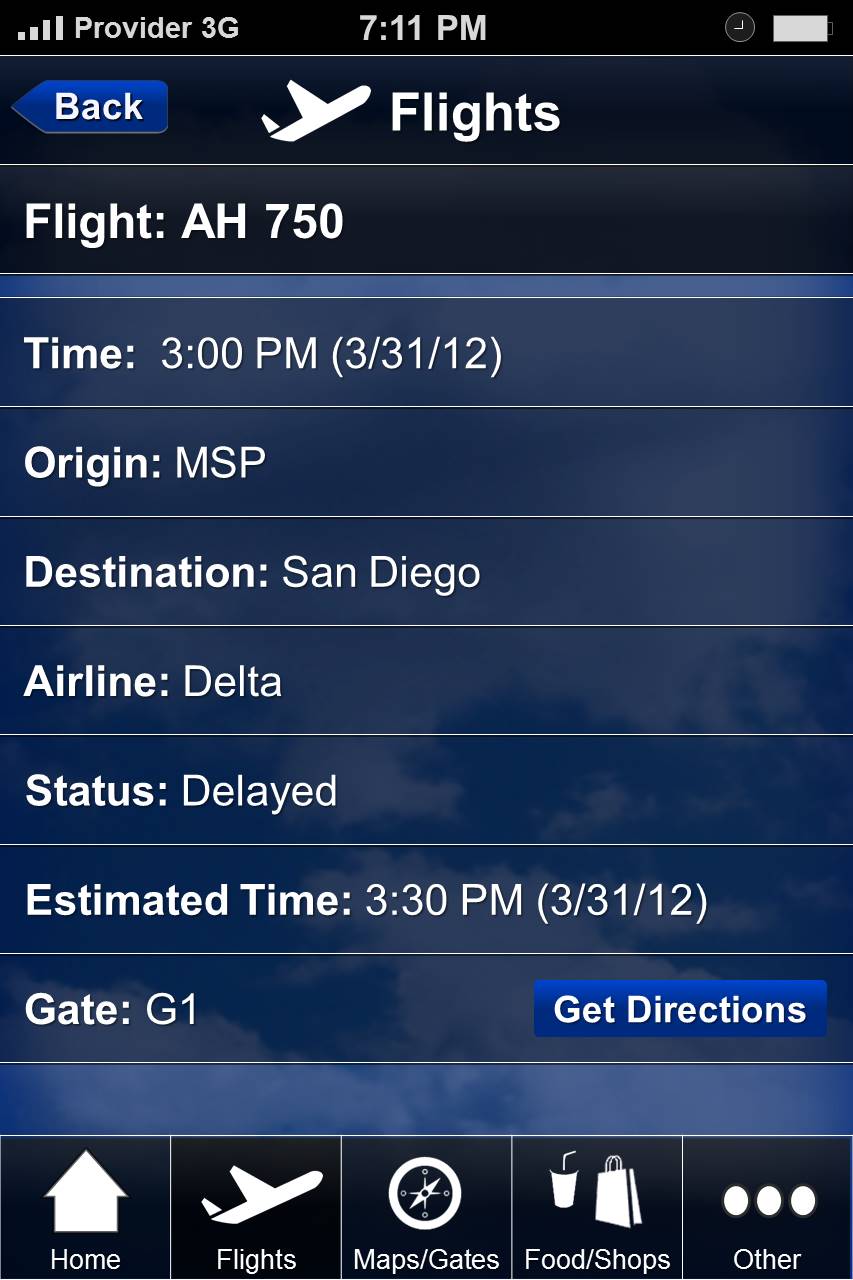 Provider 3G 7:11 PM
Back Flights
Flight: AH 750
Time: 3:00 PM (3/31/12)
Origin: MSP
Destination: San Diego
Airline: Delta
Status: Delayed
Estimated Time: 3:30 PM (3/31/12)
Gate: G1 Get Directions
Home Flights Maps/Gates Food/Shops Other